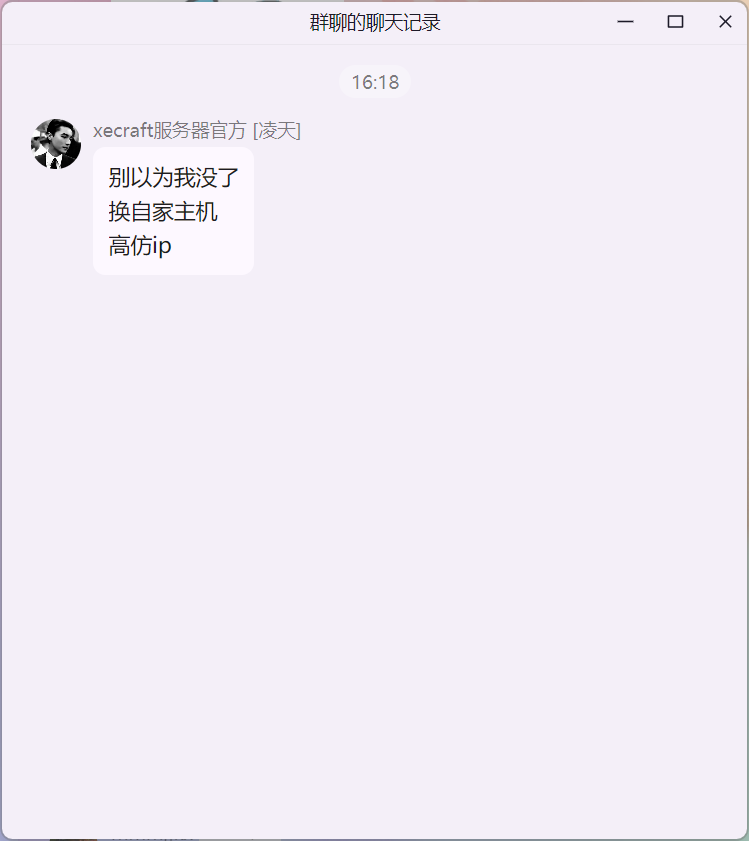 群聊的聊天记录
16:18
xecraft服务器官方 [凌天]
别以为我没了
换自家主机
高仿ip